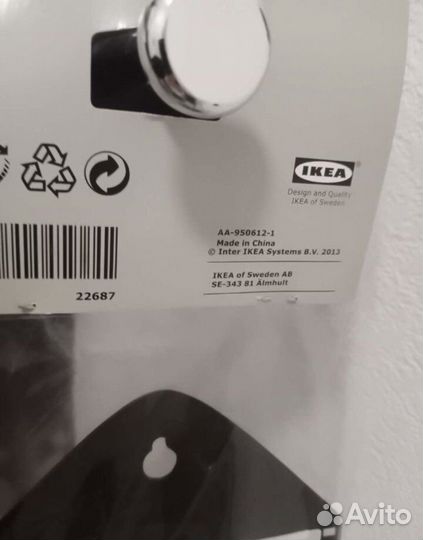 IKEA
Design and Quality
IKEA of Sweden
AA-950612-1
Made in China
© Inter IKEA Systems B.V. 2013
IKEA of Sweden AB
SE-343 81 Älmhult
22687
Avito